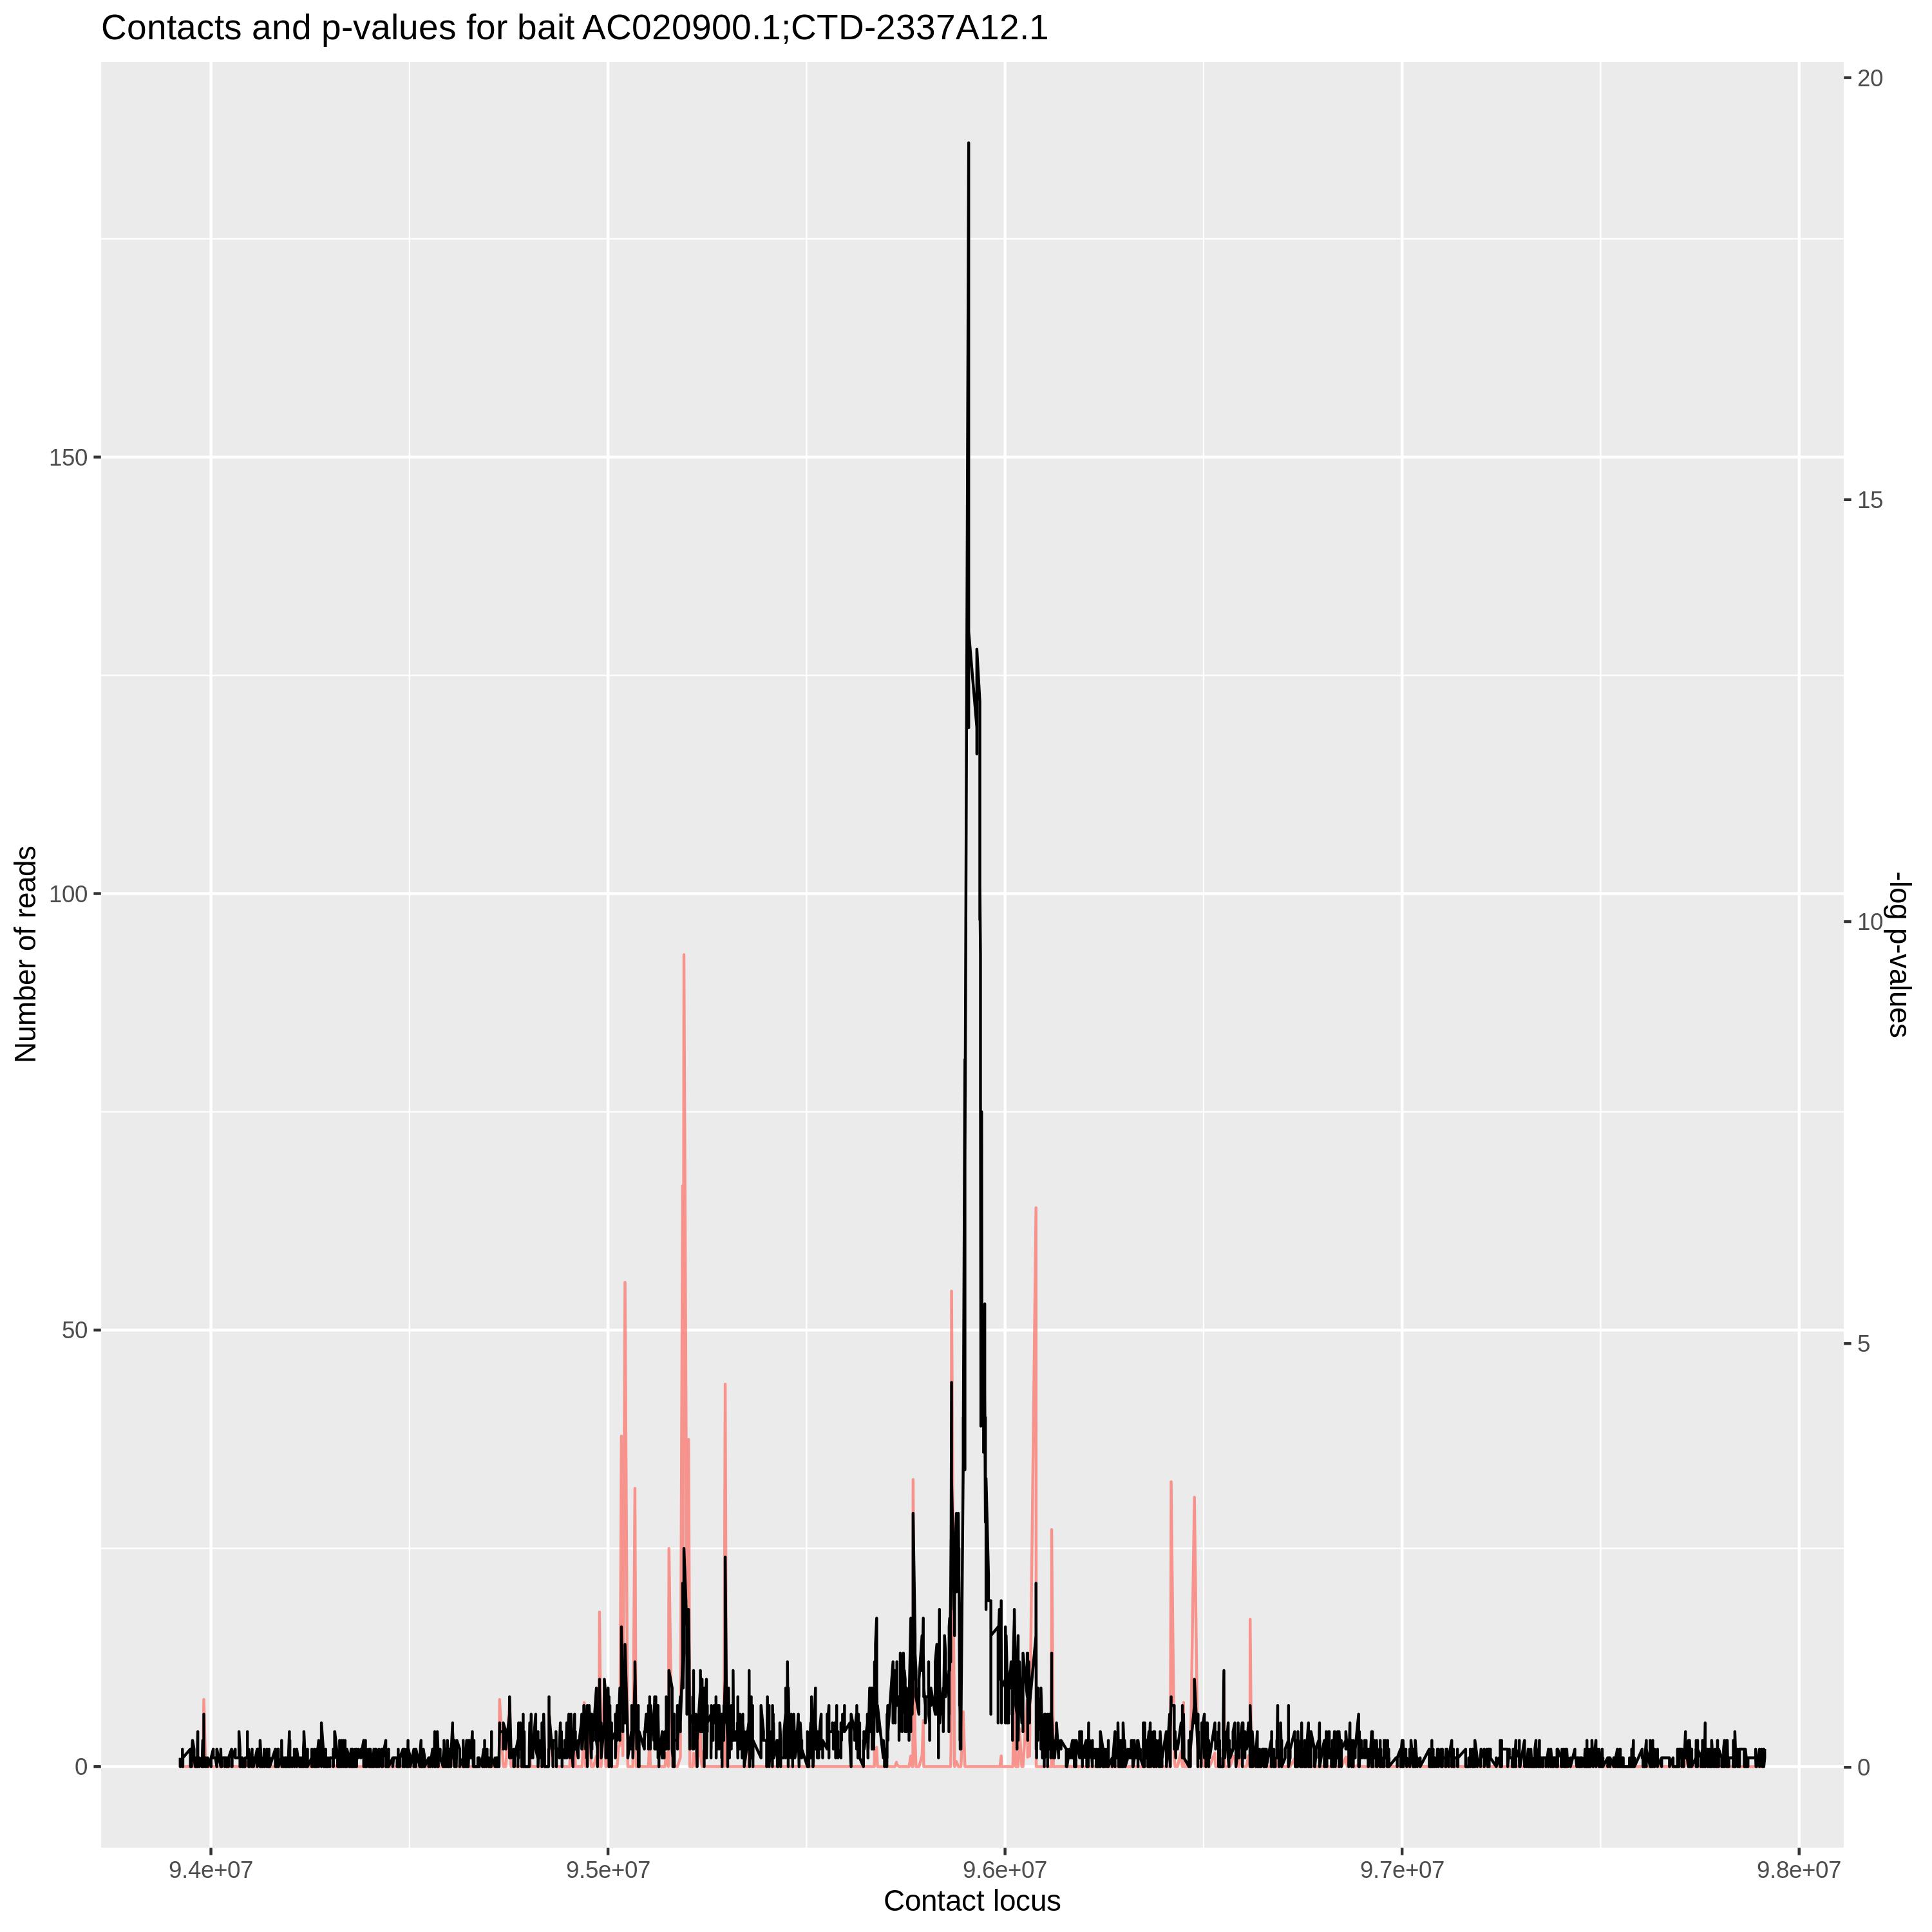 Contacts and p-values for bait AC020900.1;CTD-2337A12.1
Number of reads
150
100
50
0
20
15
10
5
0
-log p-values
9.4e+07 9.5e+07 9.6e+07 9.7e+07 9.8e+07
Contact locus